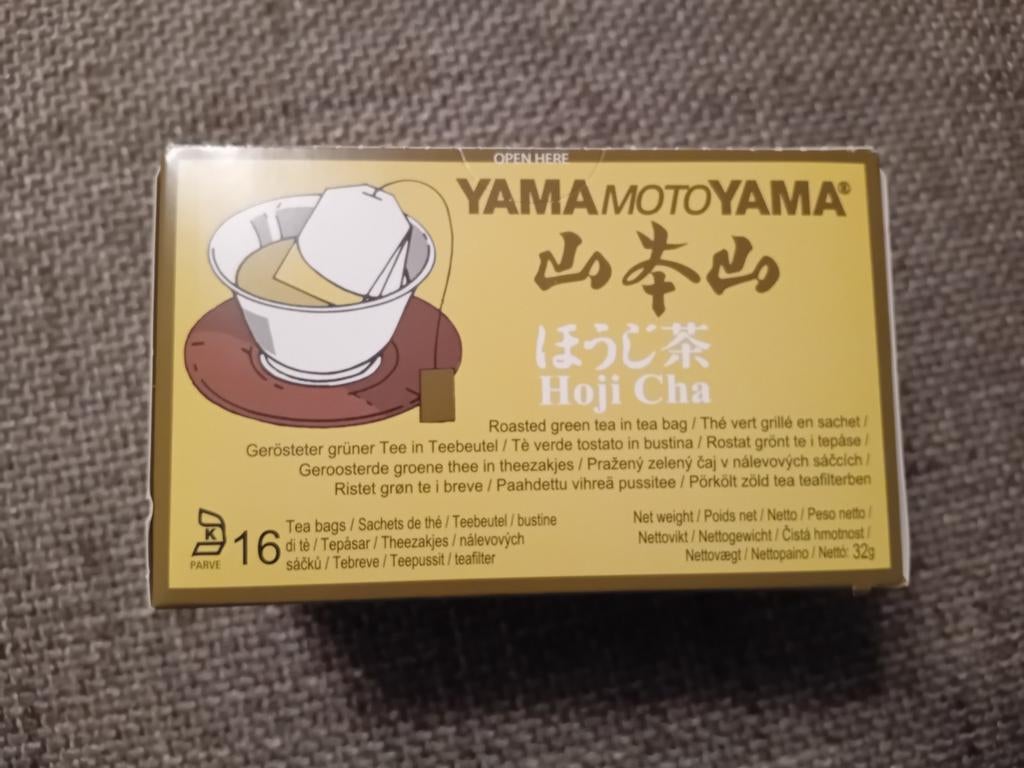 OPEN HERE
YAMAMOTOYAMA®
山本山
ほうじ茶
Hoji Cha
Roasted green tea in tea bag / Thé vert grillé en sachet /
Gerösteter grüner Tee in Teebeutel / Tè verde tostato in bustina / Rostat grönt te i tepåse /
Geroosterde groene thee in theezakjes / Pražený zelený čaj v nálevových sáčcích /
Ristet grøn te i breve / Paahdettu vihreä pussitee / Pörkölt zöld tea teafilterben
K
PARVE
16
Tea bags / Sachets de thé / Teebeutel / bustine
di tè / Tepåsar / Theezakjes / nálevových
sáčků / Tebreve / Teepussit / teafilter
Net weight / Poids net / Netto / Peso netto /
Nettovikt / Nettogewicht / Čistá hmotnost /
Nettovægt / Nettopaino / Nettó: 32g